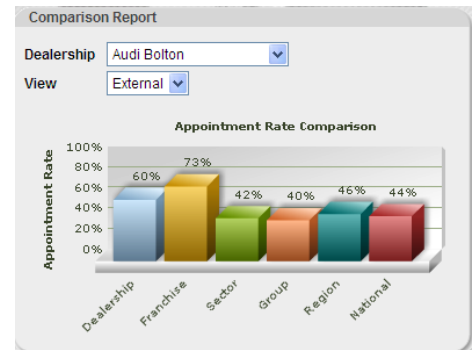 Comparison Report
Dealership Audi Bolton
View External
Appointment Rate Comparison
Appointment Rate
100%
80%
60%
40%
20%
0%
60% 73% 42% 40% 46% 44%
Dealership Franchise Sector Group Region National